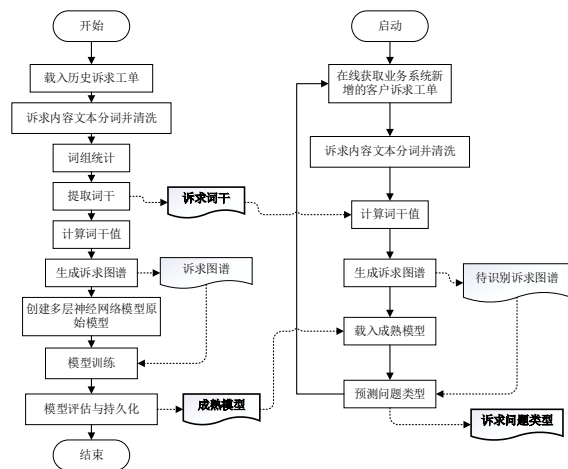 开始
载入历史诉求工单
诉求内容文本分词并清洗
词组统计
提取词干
诉求词干
计算词干值
生成诉求图谱
诉求图谱
创建多层神经网络模型原
始模型
模型训练
模型评估与持久化
成熟模型
结束
启动
在线获取业务系统新
增的客户诉求工单
诉求内容文本分词并清洗
计算词干值
生成诉求图谱
待识别诉求图谱
载入成熟模型
预测问题类型
诉求问题类型